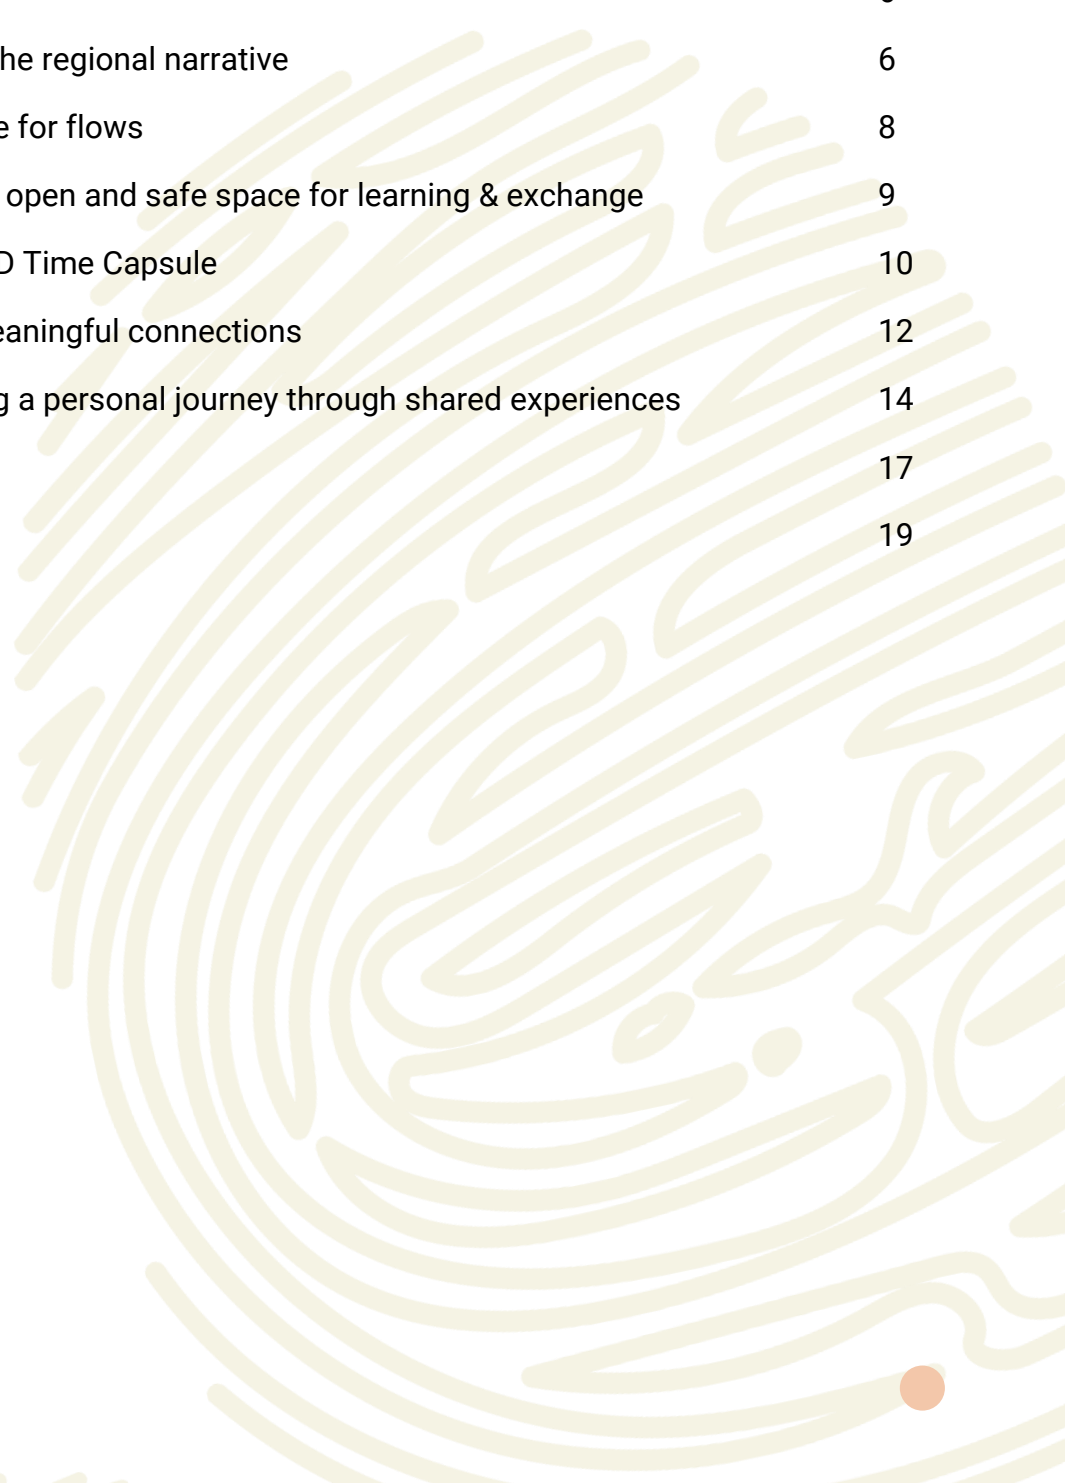 he regional narrative 6
e for flows 8
open and safe space for learning & exchange 9
D Time Capsule 10
eaningful connections 12
g a personal journey through shared experiences 14
17
19